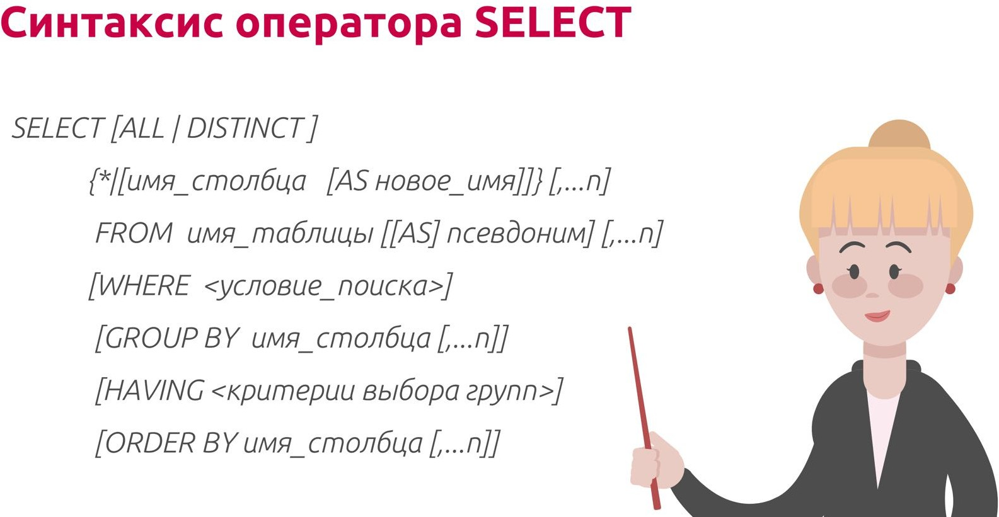 Синтаксис оператора SELECT
SELECT [ALL | DISTINCT ]
{*|[имя_столбца [AS новое_имя]]} [,...n]
FROM имя_таблицы [[AS] псевдоним] [,...n]
[WHERE <условие_поиска>]
[GROUP BY имя_столбца [,...n]]
[HAVING <критерии выбора групп>]
[ORDER BY имя_столбца [,...n]]